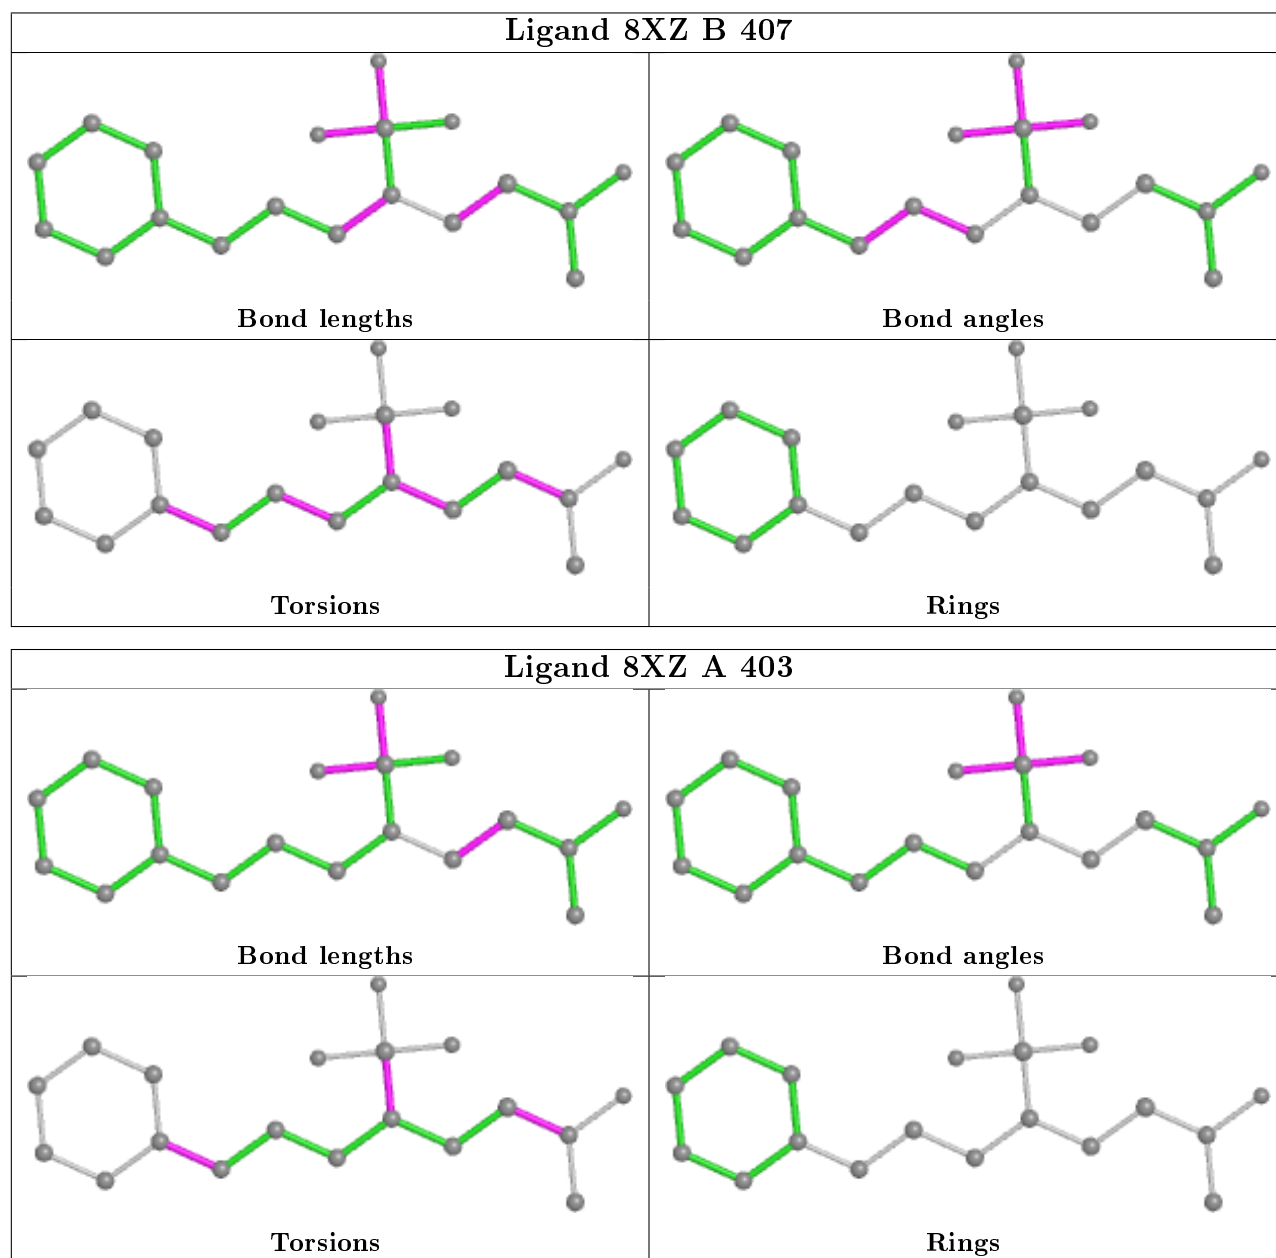 Ligand 8XZ B 407
Bond lengths
Bond angles
Torsions
Rings
Ligand 8XZ A 403
Bond lengths
Bond angles
Torsions
Rings